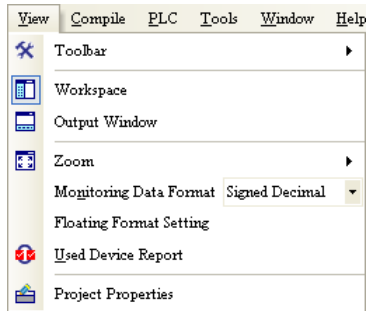 View Compile PLC Tools Window Help
Toolbar
Workspace
Output Window
Zoom
Monitoring Data Format Signed Decimal
Floating Format Setting
Used Device Report
Project Properties